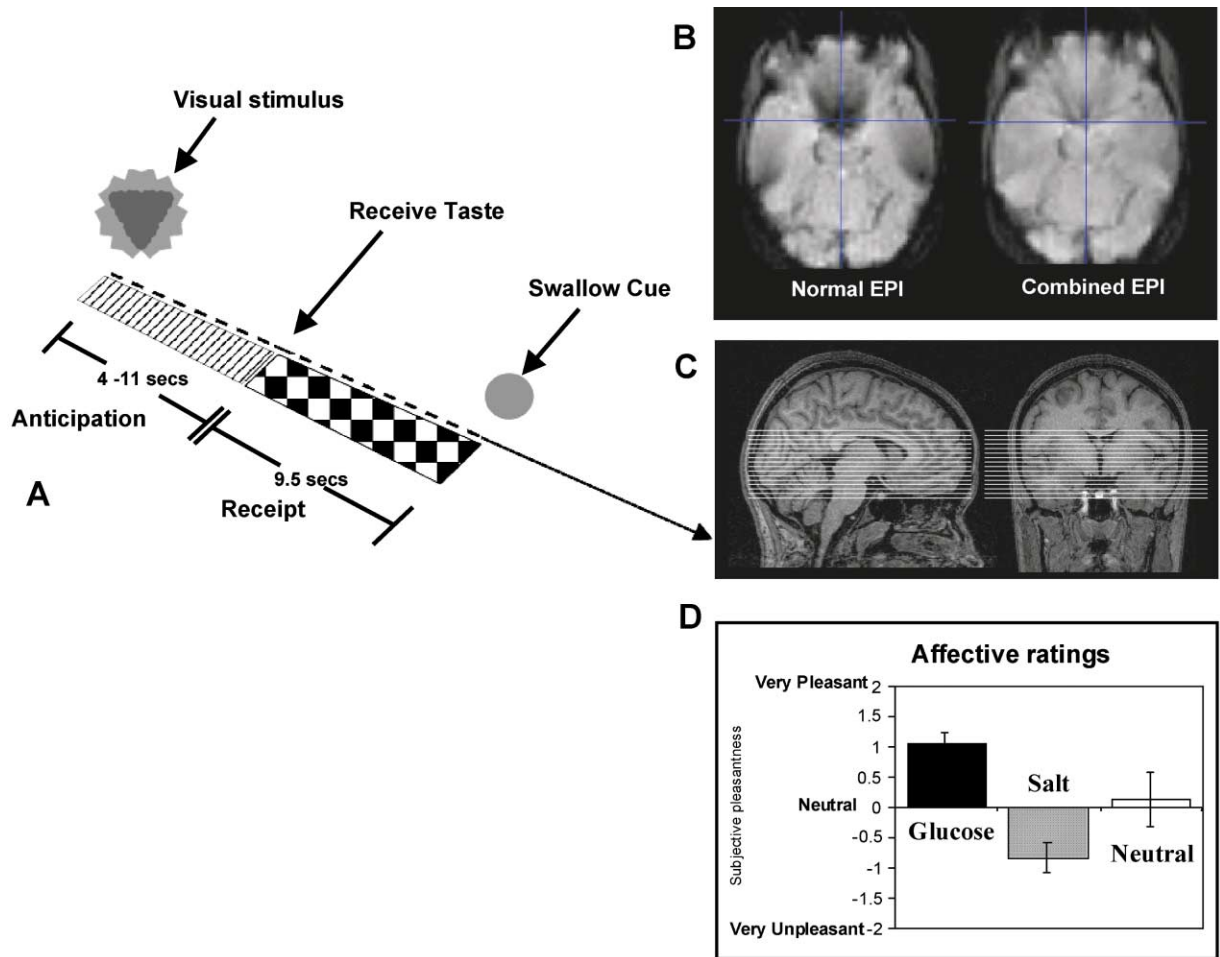 A
Visual stimulus
Receive Taste
Swallow Cue
4 -11 secs
Anticipation
9.5 secs
Receipt
B
Normal EPI
Combined EPI
C
D
Affective ratings
Very Pleasant 2
1.5
1
0.5
Neutral 0
-0.5
-1
-1.5
Very Unpleasant -2
Subjective pleasantness
Glucose
Salt
Neutral